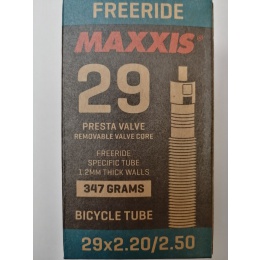 FREERIDE
MAXXIS®
29
PRESTA VALVE
REMOVABLE VALVE CORE
FREERIDE
SPECIFIC TUBE
1.2MM THICK WALLS
347 GRAMS
BICYCLE TUBE
29x2.20/2.50